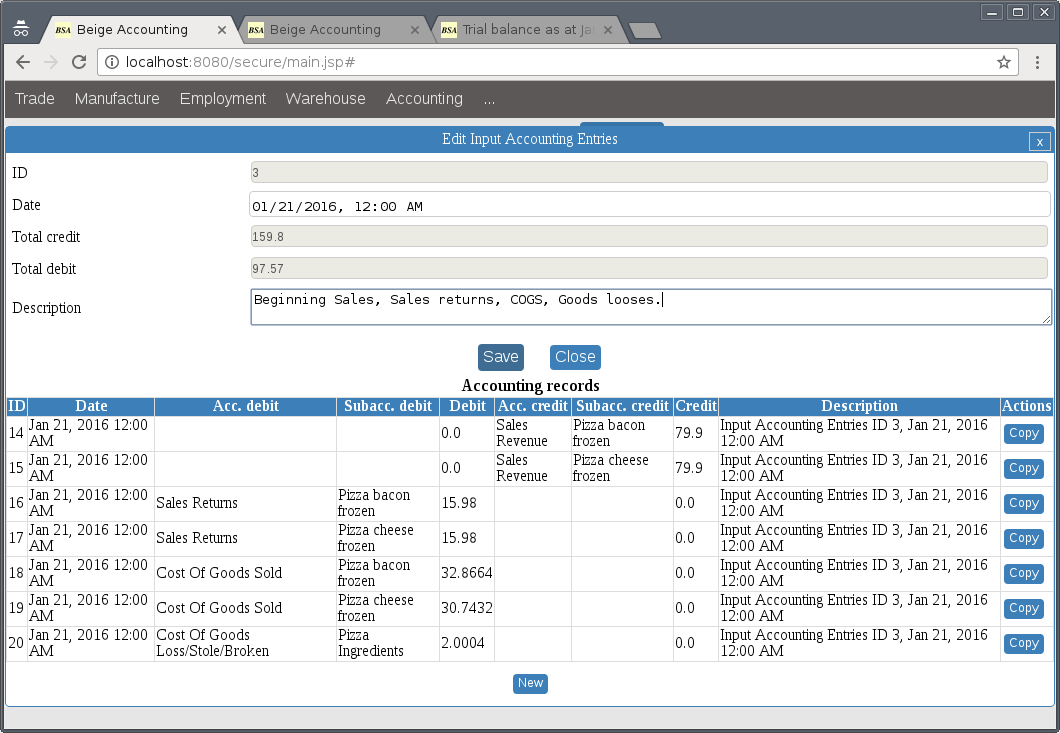 BSA Beige Accounting
BSA Beige Accounting
BSA Trial balance as at Ja
localhost:8080/secure/main.jsp#
Trade Manufacture Employment Warehouse Accounting ...
Edit Input Accounting Entries x
ID 3
Date 01/21/2016, 12:00 AM
Total credit 159.8
Total debit 97.57
Description Beginning Sales, Sales returns, COGS, Goods looses.
Save Close
Accounting records
ID Date Acc. debit Subacc. debit Debit Acc. credit Subacc. credit Credit Description Actions
14 Jan 21, 2016 12:00 AM 0.0 Sales Revenue Pizza bacon frozen 79.9 Input Accounting Entries ID 3, Jan 21, 2016 12:00 AM Copy
15 Jan 21, 2016 12:00 AM 0.0 Sales Revenue Pizza cheese frozen 79.9 Input Accounting Entries ID 3, Jan 21, 2016 12:00 AM Copy
16 Jan 21, 2016 12:00 AM Sales Returns Pizza bacon frozen 15.98 0.0 Input Accounting Entries ID 3, Jan 21, 2016 12:00 AM Copy
17 Jan 21, 2016 12:00 AM Sales Returns Pizza cheese frozen 15.98 0.0 Input Accounting Entries ID 3, Jan 21, 2016 12:00 AM Copy
18 Jan 21, 2016 12:00 AM Cost Of Goods Sold Pizza bacon frozen 32.8664 0.0 Input Accounting Entries ID 3, Jan 21, 2016 12:00 AM Copy
19 Jan 21, 2016 12:00 AM Cost Of Goods Sold Pizza cheese frozen 30.7432 0.0 Input Accounting Entries ID 3, Jan 21, 2016 12:00 AM Copy
20 Jan 21, 2016 12:00 AM Cost Of Goods Loss/Stole/Broken Pizza Ingredients 2.0004 0.0 Input Accounting Entries ID 3, Jan 21, 2016 12:00 AM Copy
New